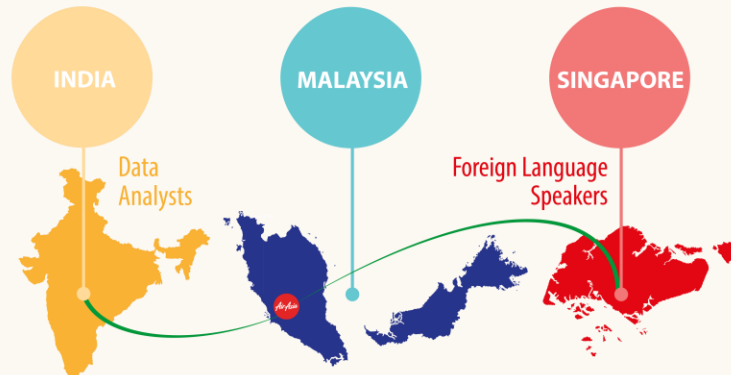 INDIA
MALAYSIA
SINGAPORE
Data
Analysts
Foreign Language
Speakers
AirAsia